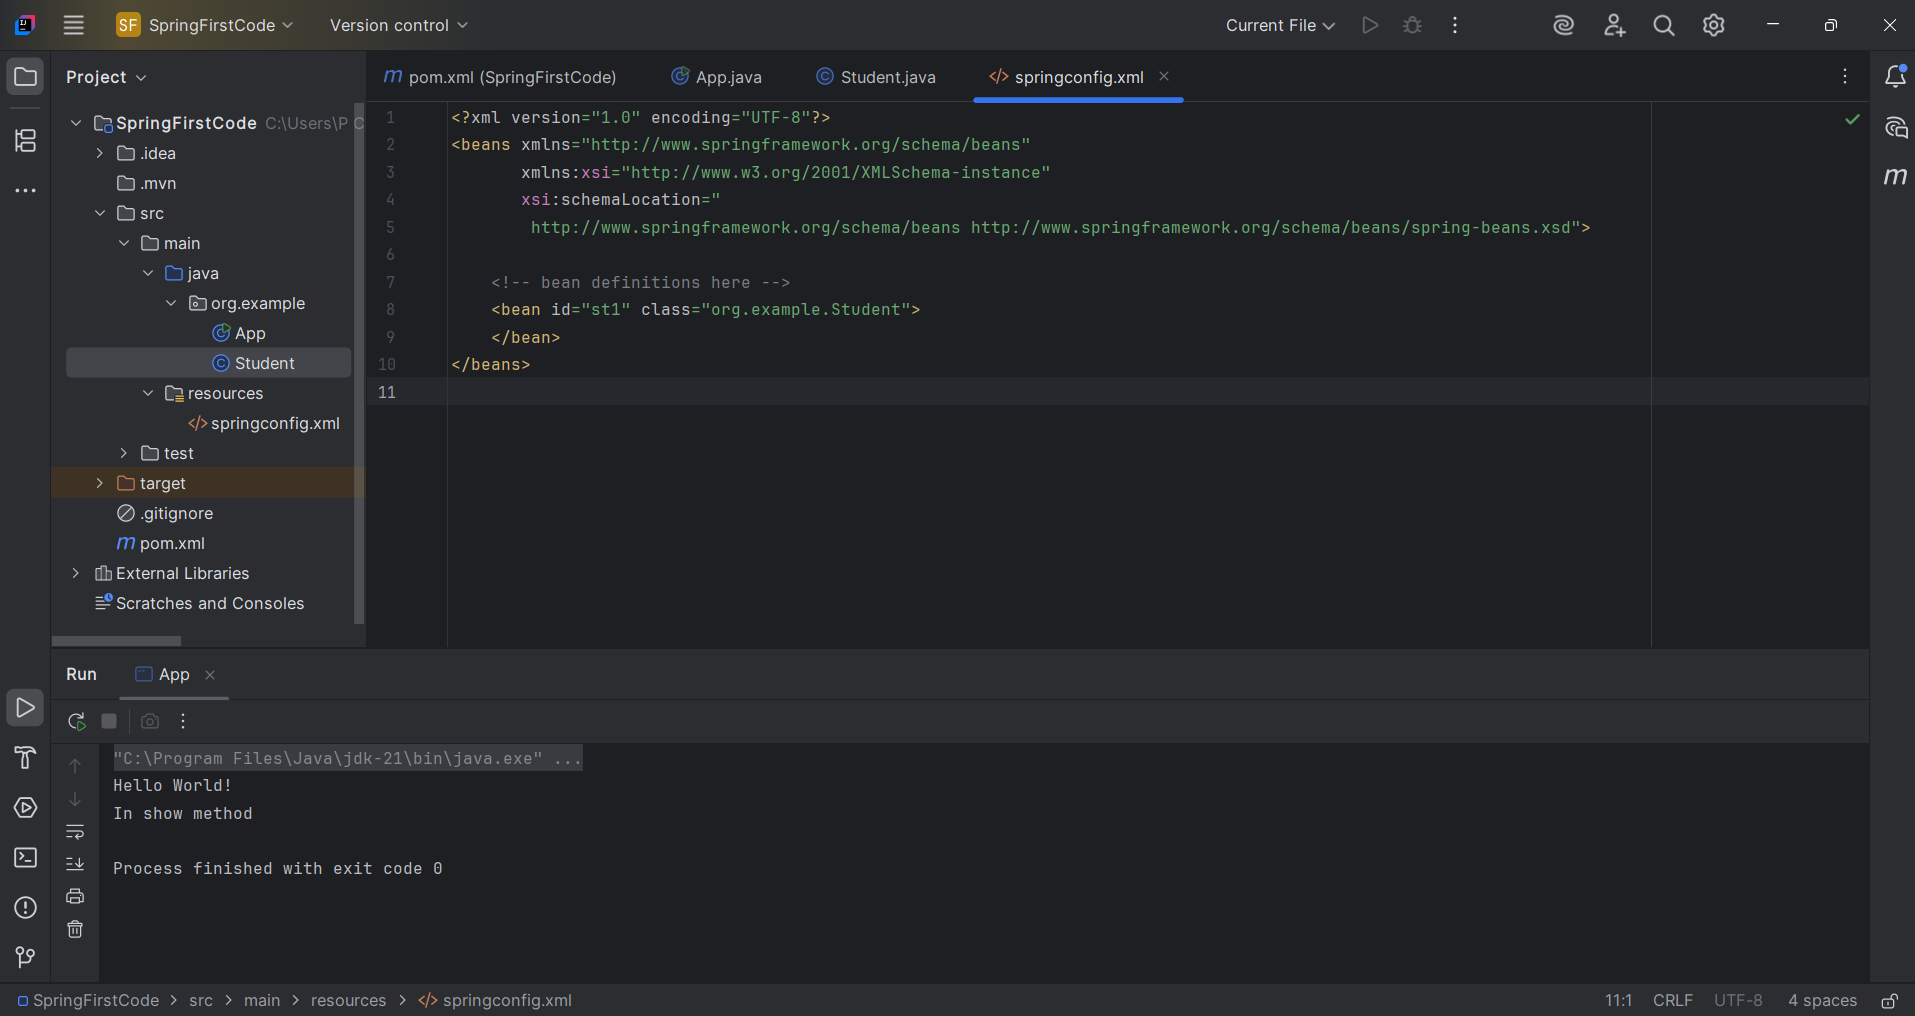 SF SpringFirstCode Version control Current File
Project
pom.xml (SpringFirstCode) App.java Student.java springconfig.xml
SpringFirstCode C:\Users\P C
.idea
.mvn
src
main
java
org.example
App
Student
resources
springconfig.xml
test
target
.gitignore
pom.xml
External Libraries
Scratches and Consoles
1 <?xml version="1.0" encoding="UTF-8"?>
2 <beans xmlns="http://www.springframework.org/schema/beans"
3 xmlns:xsi="http://www.w3.org/2001/XMLSchema-instance"
4 xsi:schemaLocation="
5 http://www.springframework.org/schema/beans http://www.springframework.org/schema/beans/spring-beans.xsd">
6
7 <!-- bean definitions here -->
8 <bean id="st1" class="org.example.Student">
9 </bean>
10 </beans>
11
Run App
"C:\Program Files\Java\jdk-21\bin\java.exe" ...
Hello World!
In show method
Process finished with exit code 0
SpringFirstCode > src > main > resources > springconfig.xml 11:1 CRLF UTF-8 4 spaces